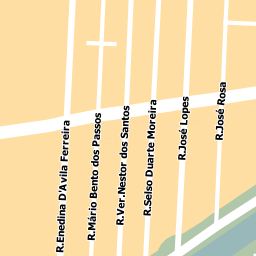 R.Enedina D'Avila Ferreira
R.Mário Bento dos Passos
R.Ver.Nestor dos Santos
R.Selso Duarte Moreira
R.José Lopes
R.José Rosa